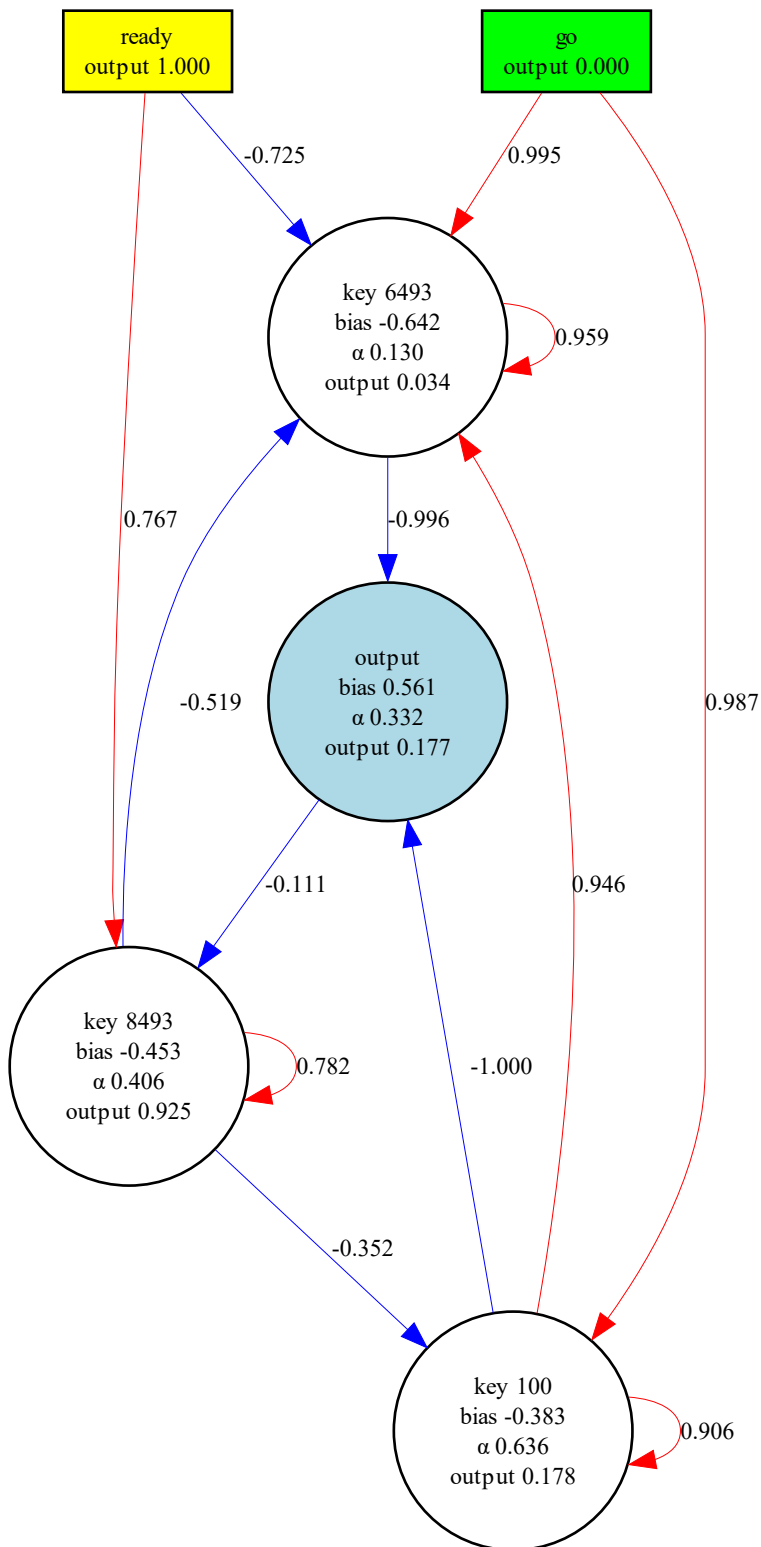 ready
output 1.000
go
output 0.000
-0.725
0.995
key 6493
bias -0.642
α 0.130
output 0.034
0.959
0.767
-0.996
output
bias 0.561
α 0.332
output 0.177
-0.519
0.987
-0.111
0.946
key 8493
bias -0.453
α 0.406
output 0.925
0.782
-1.000
-0.352
key 100
bias -0.383
α 0.636
output 0.178
0.906